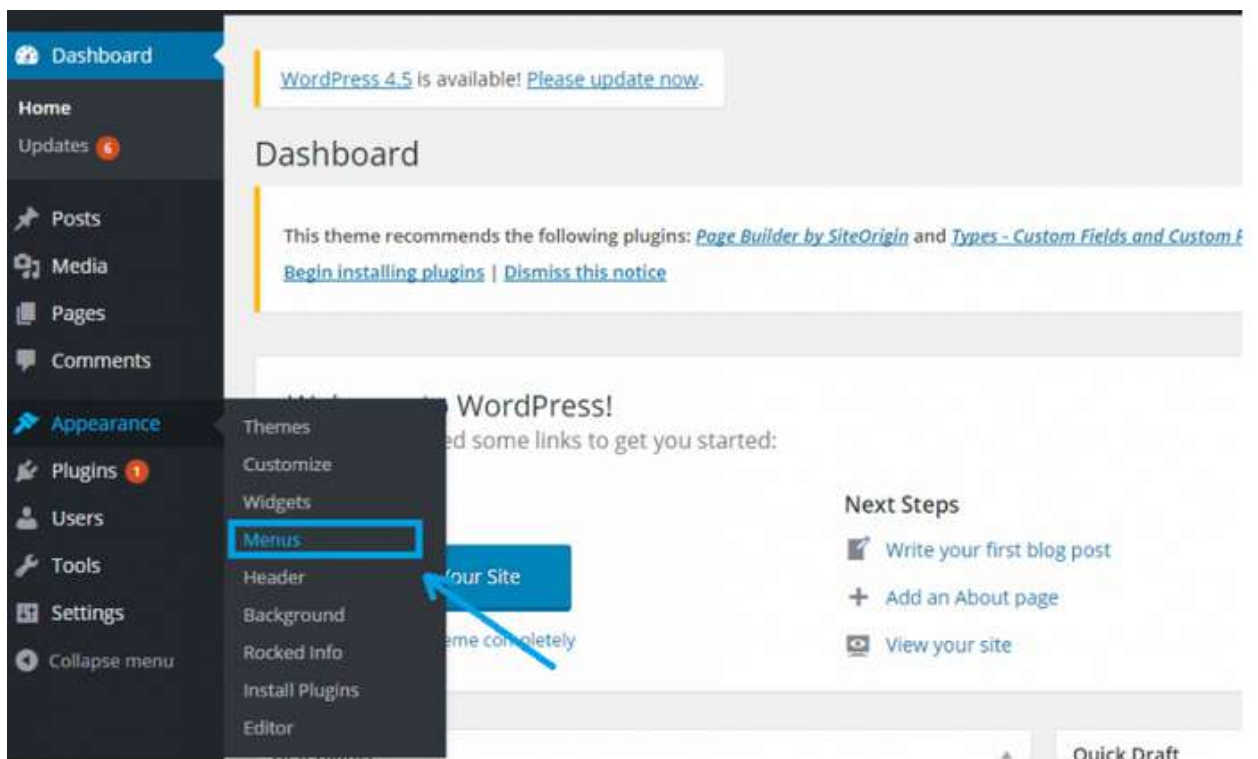 Dashboard
Home
Updates 6
Posts
Media
Pages
Comments
Appearance
Plugins 1
Users
Tools
Settings
Collapse menu
Themes
Customize
Widgets
Menus
Header
Background
Rocked Info
Install Plugins
Editor
WordPress 4.5 is available! Please update now.
Dashboard
This theme recommends the following plugins: Page Builder by SiteOrigin and Types - Custom Fields and Custom
Begin installing plugins | Dismiss this notice
WordPress!
some links to get you started:
Your Site
completely
Next Steps
Write your first blog post
Add an About page
View your site
Quick Draft